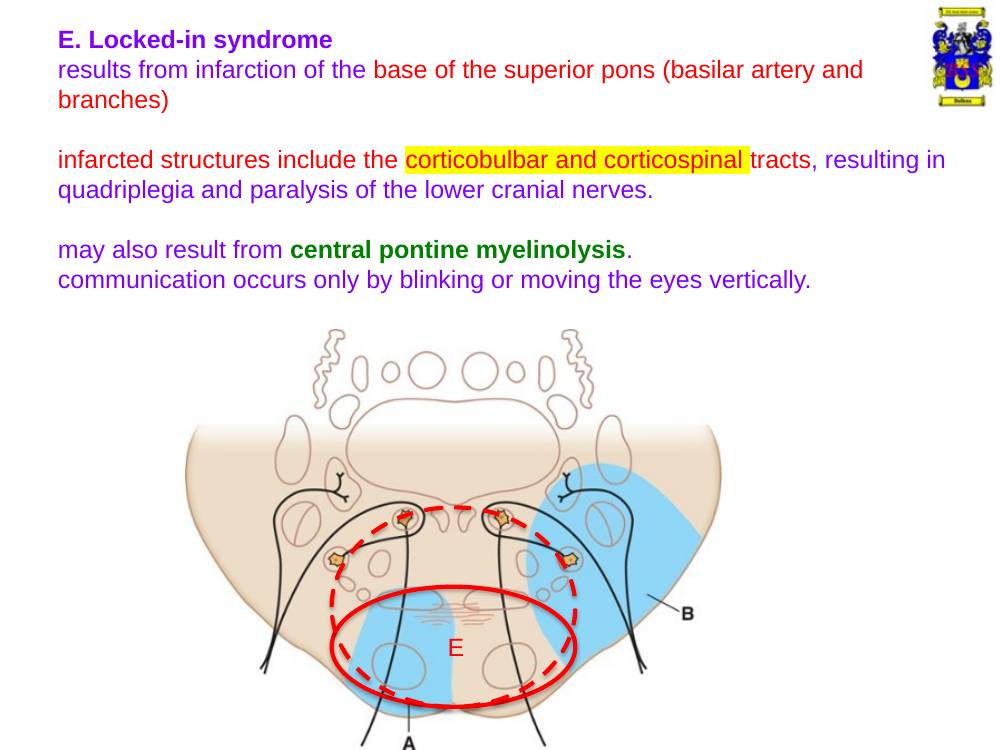 E. Locked-in syndrome
results from infarction of the base of the superior pons (basilar artery and
branches)
infarcted structures include the corticobulbar and corticospinal tracts, resulting in
quadriplegia and paralysis of the lower cranial nerves.
may also result from central pontine myelinolysis.
communication occurs only by blinking or moving the eyes vertically.
B
E
A